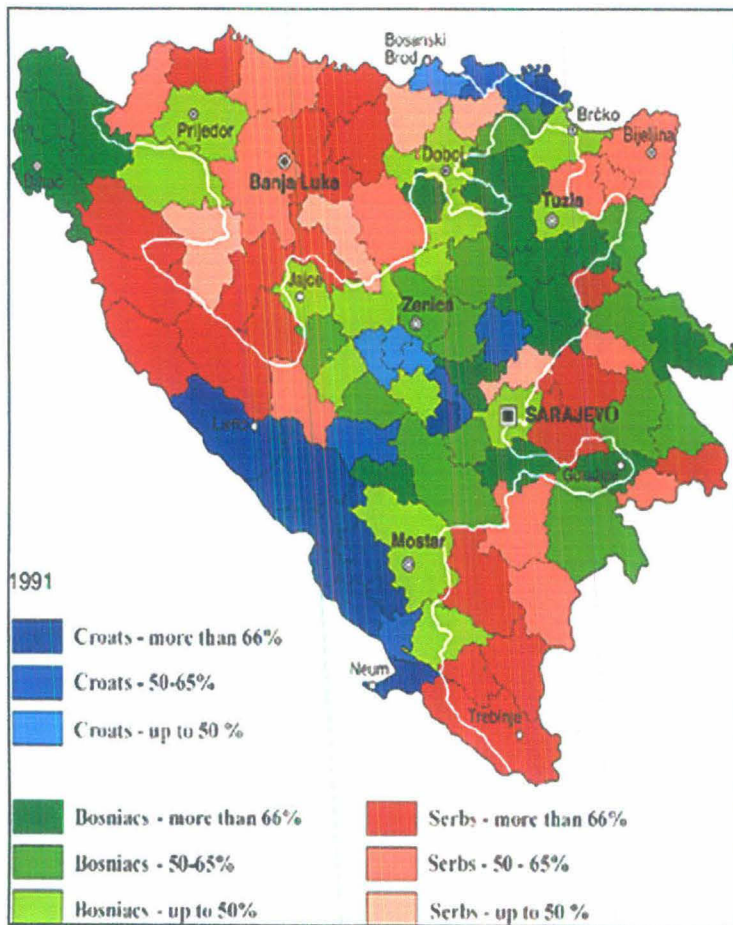 Bosanski
Brod
Brčko
Prijedor
Bijeljina
Doboj
Banja Luka
Tuzla
Jajce
Zenica
SARAJEVO
Mostar
1991
Croats - more than 66%
Neum
Croats - 50-65%
Trebinje
Croats - up to 50 %
Bosniacs - more than 66%
Serbs - more than 66%
Bosniacs - 50-65%
Serbs - 50 - 65%
Bosniacs - up to 50%
Serbs - up to 50 %